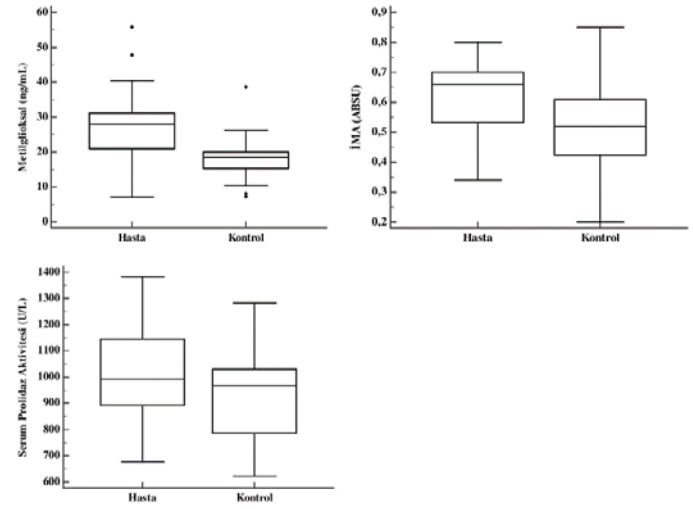 Metilglioksal (ng/mL)
60
50
40
30
20
10
0
Hasta
Kontrol
İMA (ABSU)
0,9
0,8
0,7
0,6
0,5
0,4
0,3
0,2
Hasta
Kontrol
Serum Prolidaz Aktivitesi (U/L)
1400
1300
1200
1100
1000
900
800
700
600
Hasta
Kontrol